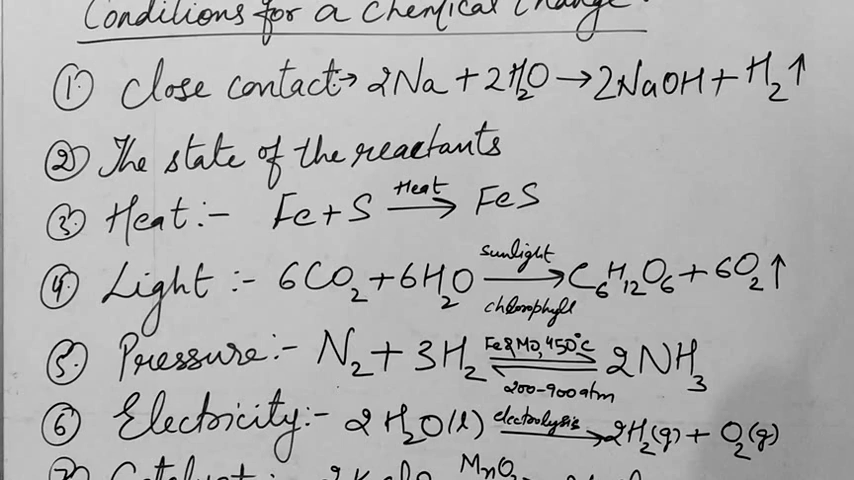 Conditions for a Chemical Change :
① Close contact → 2Na + 2H₂O → 2NaOH + H₂↑
② The state of the reactants
③ Heat :- Fe + S —Heat→ FeS
④ Light :- 6CO₂ + 6H₂O —sunlight / chlorophyll→ C₆H₁₂O₆ + 6O₂↑
⑤ Pressure :- N₂ + 3H₂ ⇌ Fe & Mo, 450°C / 200-900 atm 2NH₃
⑥ Electricity :- 2H₂O(l) —electrolysis→ 2H₂(g) + O₂(g)
Catalyst : MnO₂